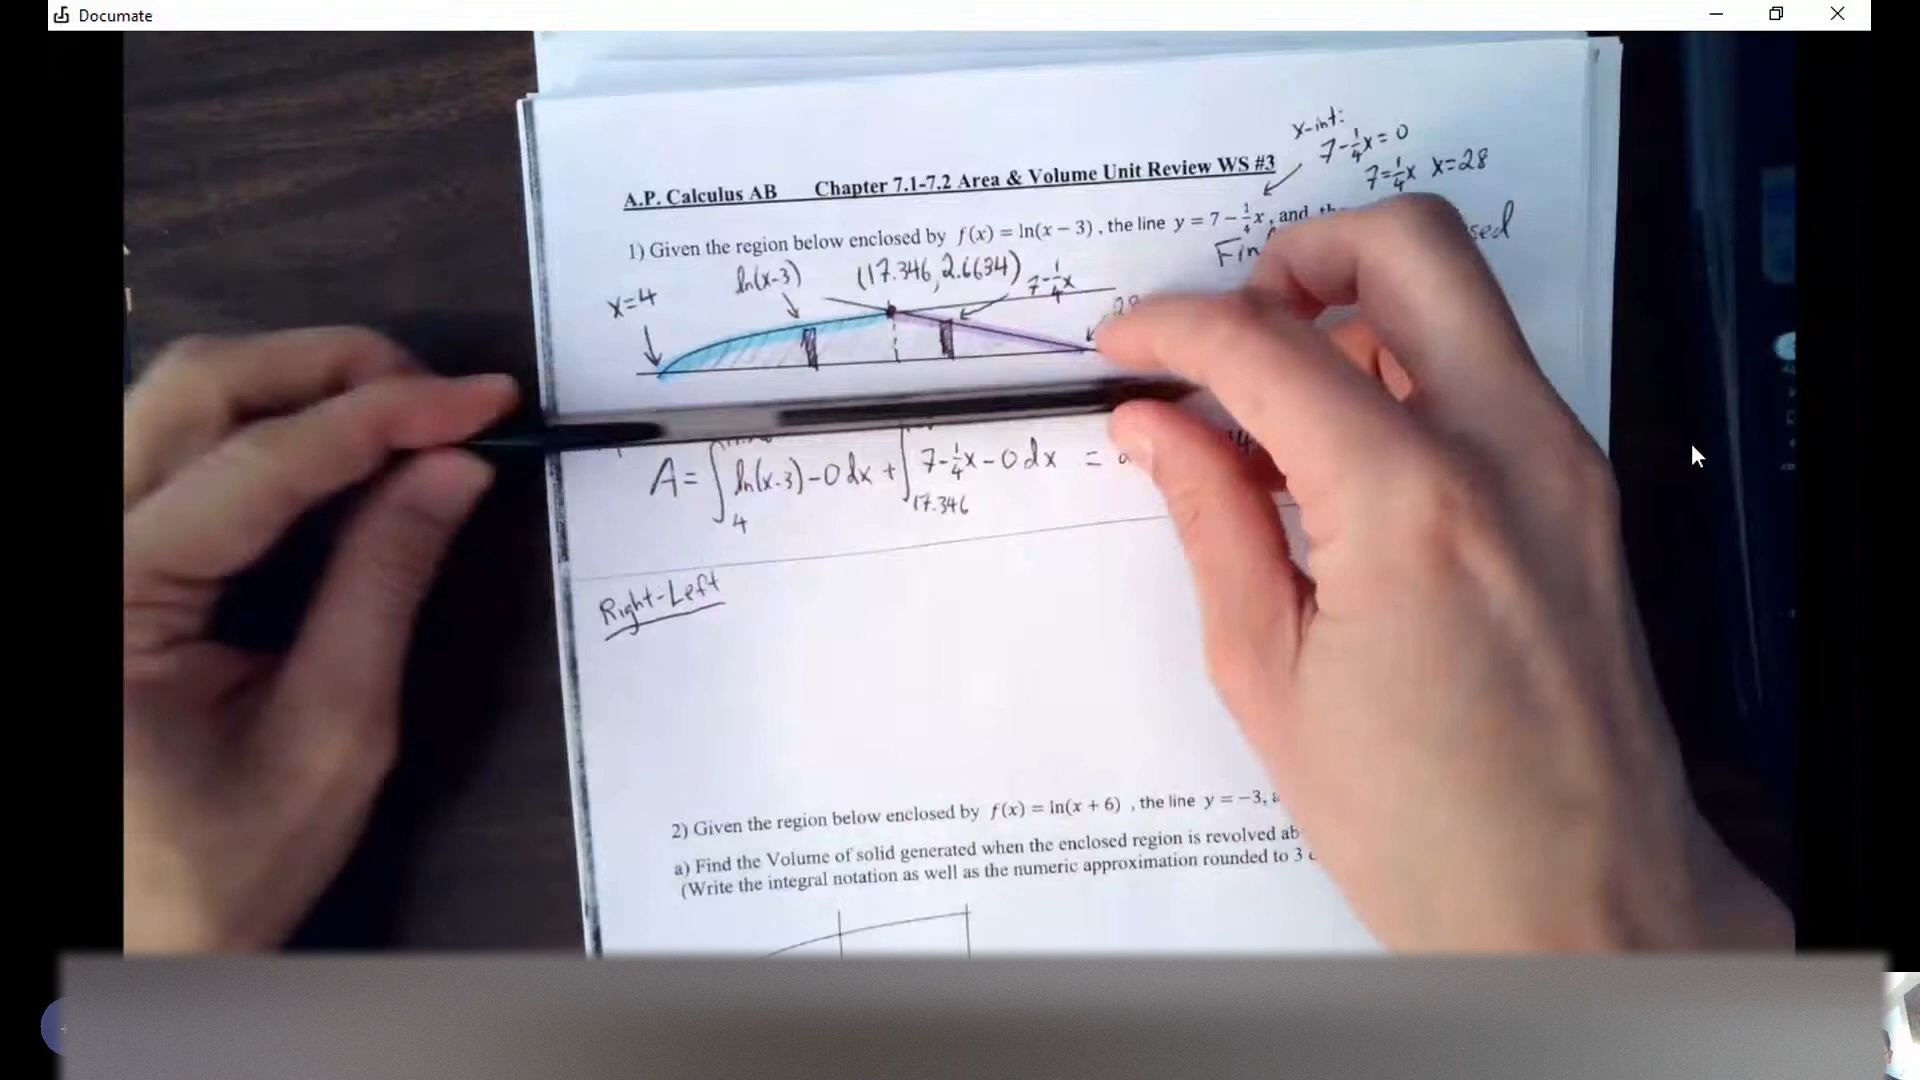 Documate
x-int:
7-1/4x=0
7=1/4x x=28
A.P. Calculus AB Chapter 7.1-7.2 Area & Volume Unit Review WS #3
1) Given the region below enclosed by f(x) = ln(x − 3), the line y = 7 − 1/4x, and
x=4
ln(x-3)
(17.346, 2.6634)
7-1/4x
28
A= ∫ ln(x-3)-0dx + ∫ 7-1/4x-0dx =
4
17.346
Right-Left
2) Given the region below enclosed by f(x) = ln(x + 6), the line y = −3,
a) Find the Volume of solid generated when the enclosed region is revolved
(Write the integral notation as well as the numeric approximation rounded to 3